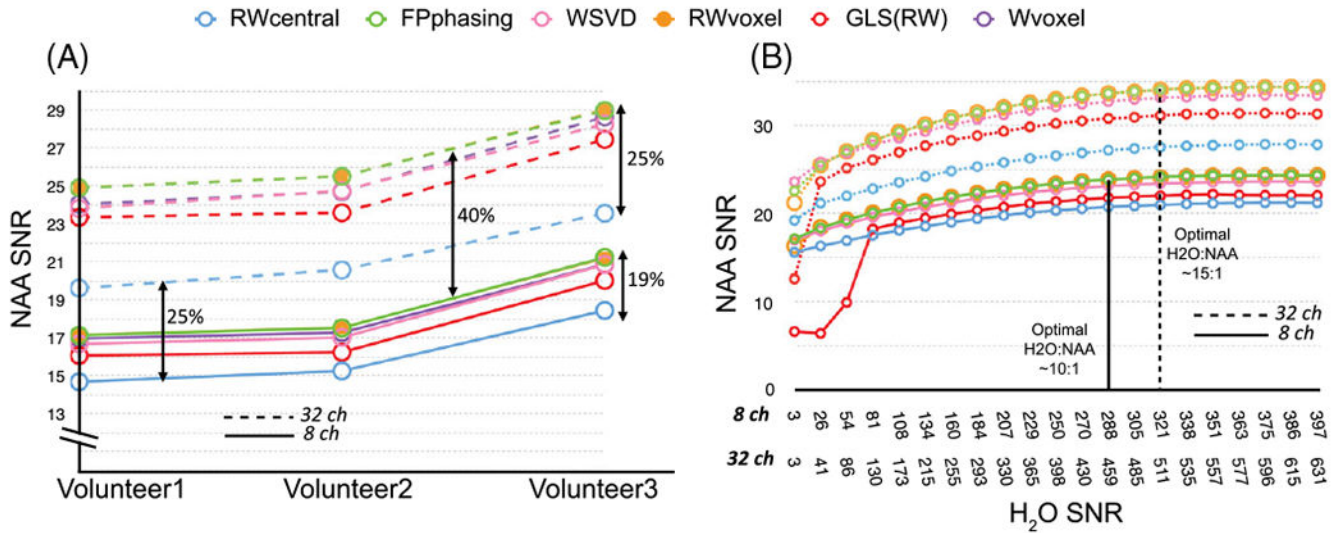 RWcentral FPphasing WSVD RWvoxel GLS(RW) Wvoxel
(A)
NAA SNR
29
27
25
23
21
19
17
15
13
25%
40%
25%
19%
32 ch
8 ch
Volunteer1 Volunteer2 Volunteer3
(B)
NAA SNR
30
20
10
0
Optimal
H2O:NAA
~10:1
Optimal
H2O:NAA
~15:1
32 ch
8 ch
8 ch 3 26 54 81 108 134 160 184 207 229 250 270 288 305 321 338 351 363 375 386 397
32 ch 3 41 86 130 173 215 255 293 330 365 398 430 459 485 511 535 557 577 596 615 631
H₂O SNR